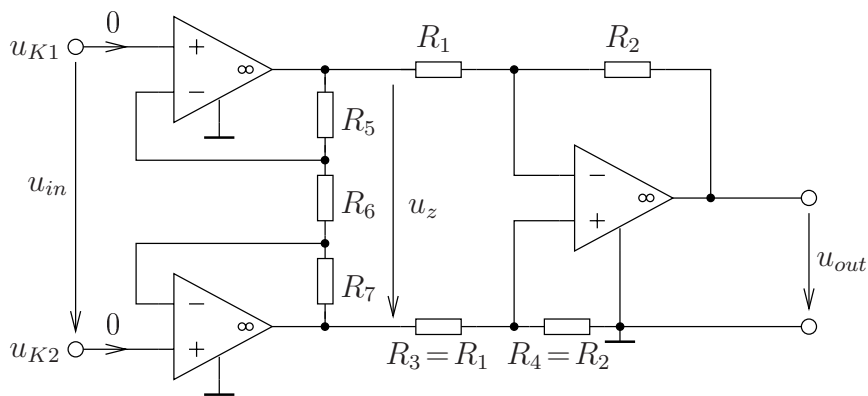 0
u_{K1}
+
∞
−
R_1
R_2
R_5
u_{in}
R_6
u_z
−
+
∞
u_{out}
−
R_7
∞
0
+
u_{K2}
R_3=R_1
R_4=R_2